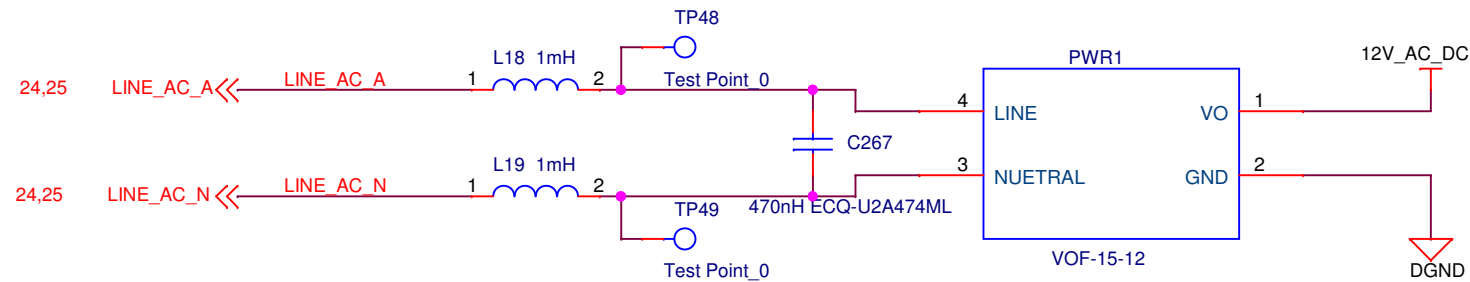 TP48
L18 1mH
PWR1
12V_AC_DC
24,25 LINE_AC_A LINE_AC_A 1 2 Test Point_0
4 LINE VO 1
C267
L19 1mH
3 NUETRAL GND 2
24,25 LINE_AC_N LINE_AC_N 1 2
470nH ECQ-U2A474ML
TP49
VOF-15-12
Test Point_0
DGND